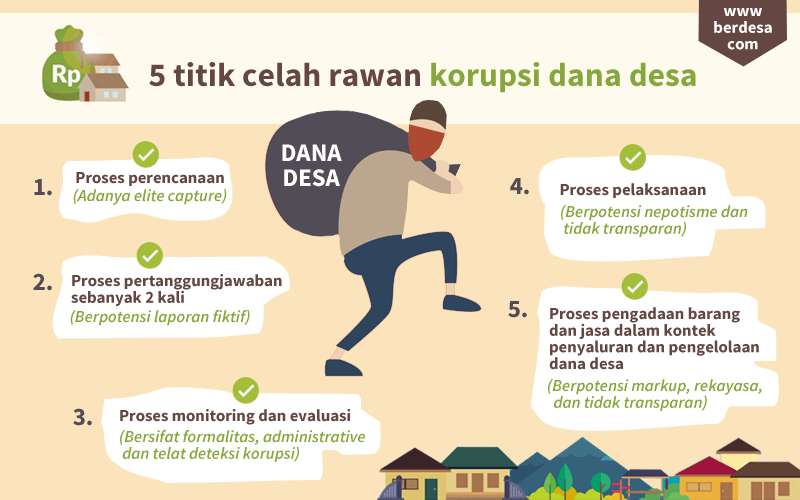 www
berdesa
com
Rp
5 titik celah rawan korupsi dana desa
DANA
DESA
1.
Proses perencanaan
(Adanya elite capture)
2.
Proses pertanggungjawaban
sebanyak 2 kali
(Berpotensi laporan fiktif)
3.
Proses monitoring dan evaluasi
(Bersifat formalitas, administrative
dan telat deteksi korupsi)
4.
Proses pelaksanaan
(Berpotensi nepotisme dan
tidak transparan)
5.
Proses pengadaan barang
dan jasa dalam kontek
penyaluran dan pengelolaan
dana desa
(Berpotensi markup, rekayasa,
dan tidak transparan)